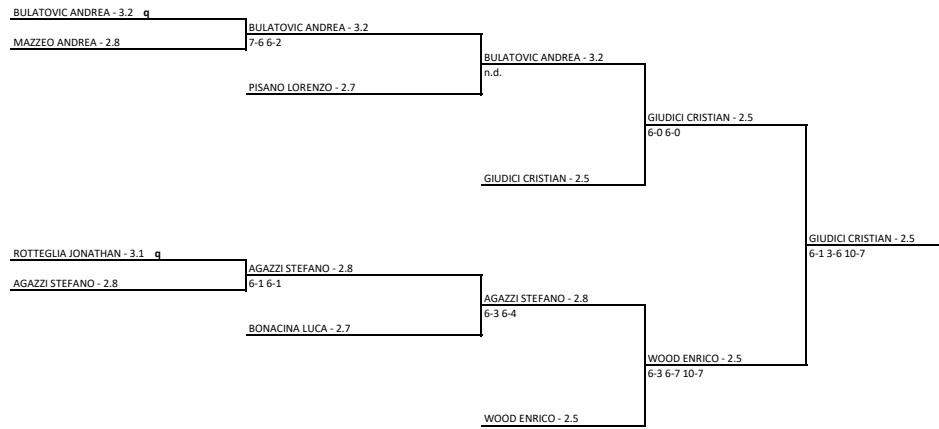 BULATOVIC ANDREA - 3.2 q
BULATOVIC ANDREA - 3.2
MAZZEO ANDREA - 2.8
7-6 6-2
BULATOVIC ANDREA - 3.2
n.d.
PISANO LORENZO - 2.7
GIUDICI CRISTIAN - 2.5
6-0 6-0
GIUDICI CRISTIAN - 2.5
GIUDICI CRISTIAN - 2.5
6-1 3-6 10-7
ROTTEGLIA JONATHAN - 3.1 q
AGAZZI STEFANO - 2.8
AGAZZI STEFANO - 2.8
6-1 6-1
AGAZZI STEFANO - 2.8
6-3 6-4
BONACINA LUCA - 2.7
WOOD ENRICO - 2.5
6-3 6-7 10-7
WOOD ENRICO - 2.5